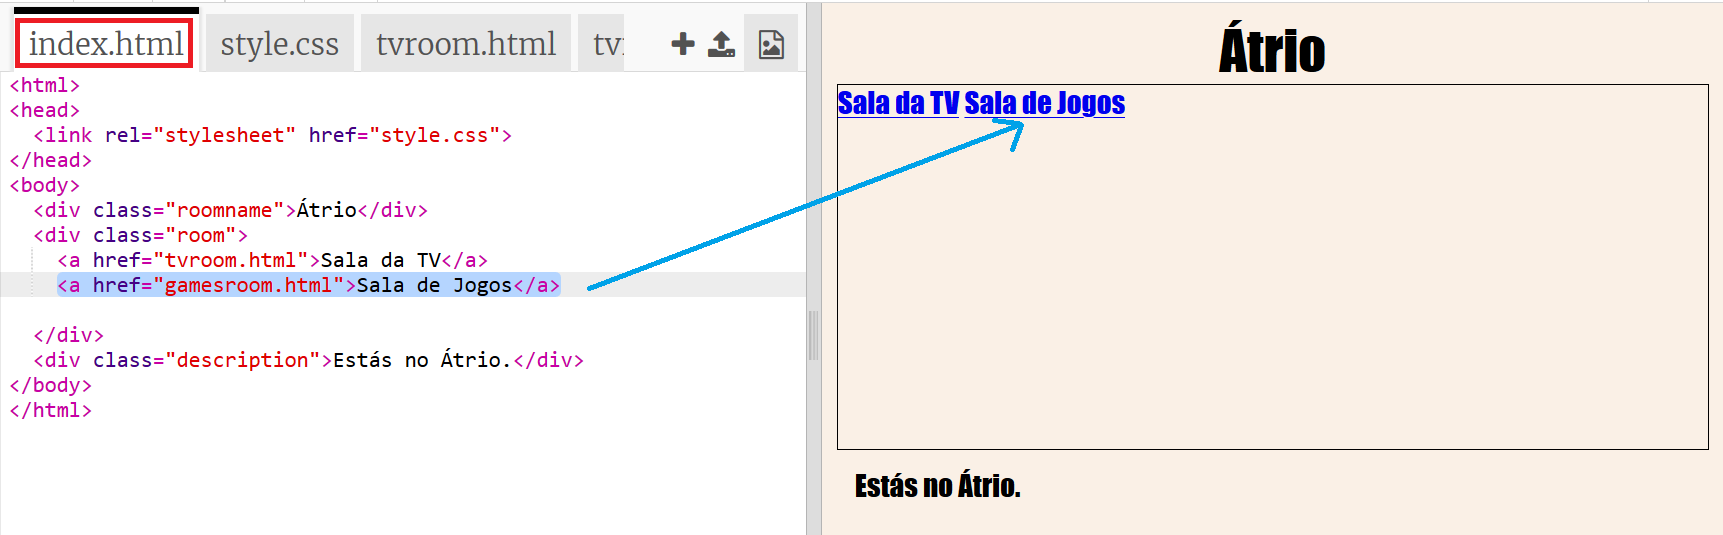 index.html style.css tvroom.html
<html>
<head>
<link rel="stylesheet" href="style.css">
</head>
<body>
<div class="roomname">Átrio</div>
<div class="room">
<a href="tvroom.html">Sala da TV</a>
<a href="gamesroom.html">Sala de Jogos</a>
</div>
<div class="description">Estás no Átrio.</div>
</body>
</html>
Átrio
Sala da TV Sala de Jogos
Estás no Átrio.